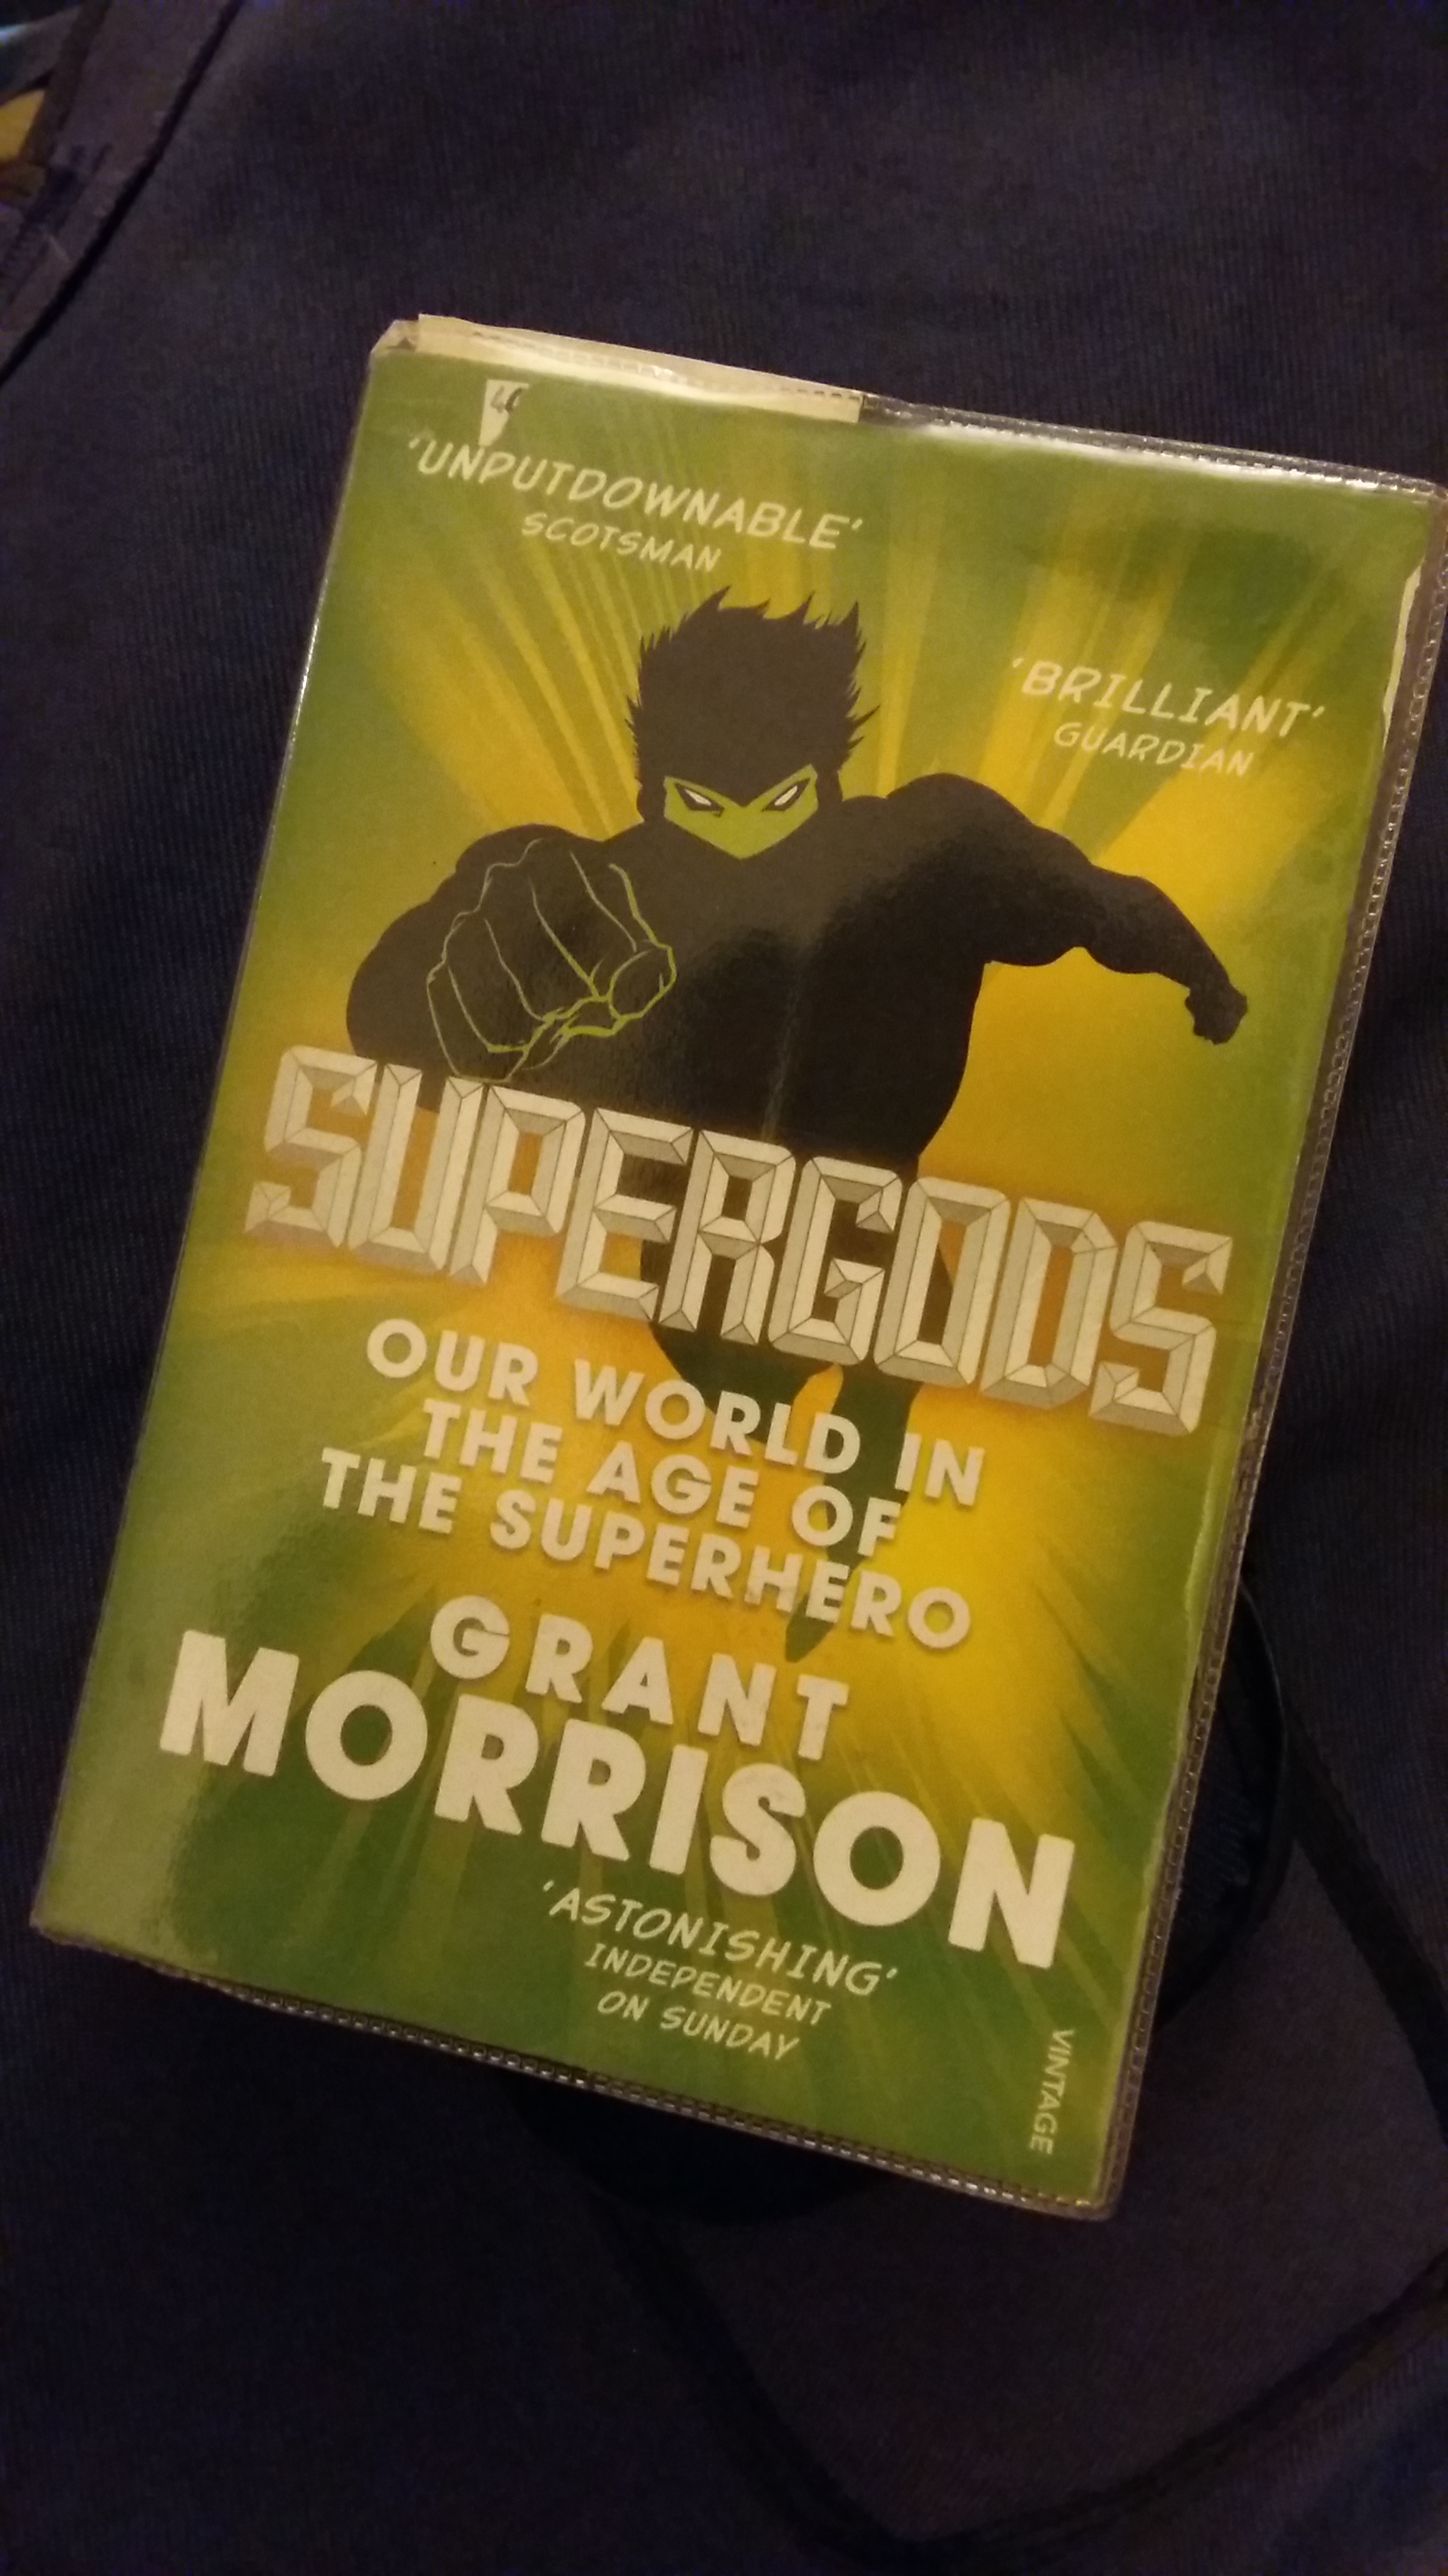 'UNPUTDOWNABLE'
SCOTSMAN
'BRILLIANT'
GUARDIAN
SUPERGODS
OUR WORLD IN
THE AGE OF
THE SUPERHERO
GRANT
MORRISON
'ASTONISHING'
INDEPENDENT
ON SUNDAY
VINTAGE